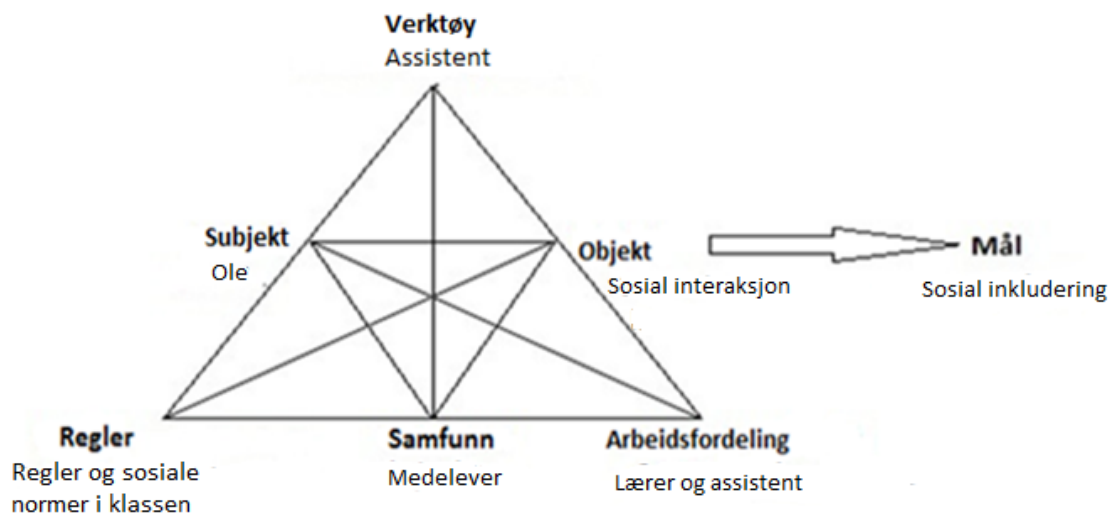 Verktøy
Assistent
Subjekt
Ole
Objekt
Sosial interaksjon
Mål
Sosial inkludering
Regler
Regler og sosiale
normer i klassen
Samfunn
Medelever
Arbeidsfordeling
Lærer og assistent